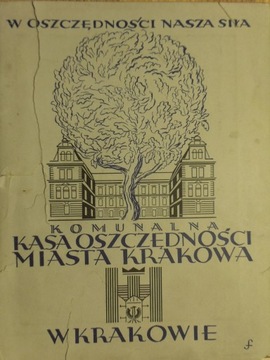 W OSZCZĘDNOŚCI NASZA SIŁA
KOMUNALNA
KASA OSZCZĘDNOŚCI
MIASTA KRAKOWA
W KRAKOWIE